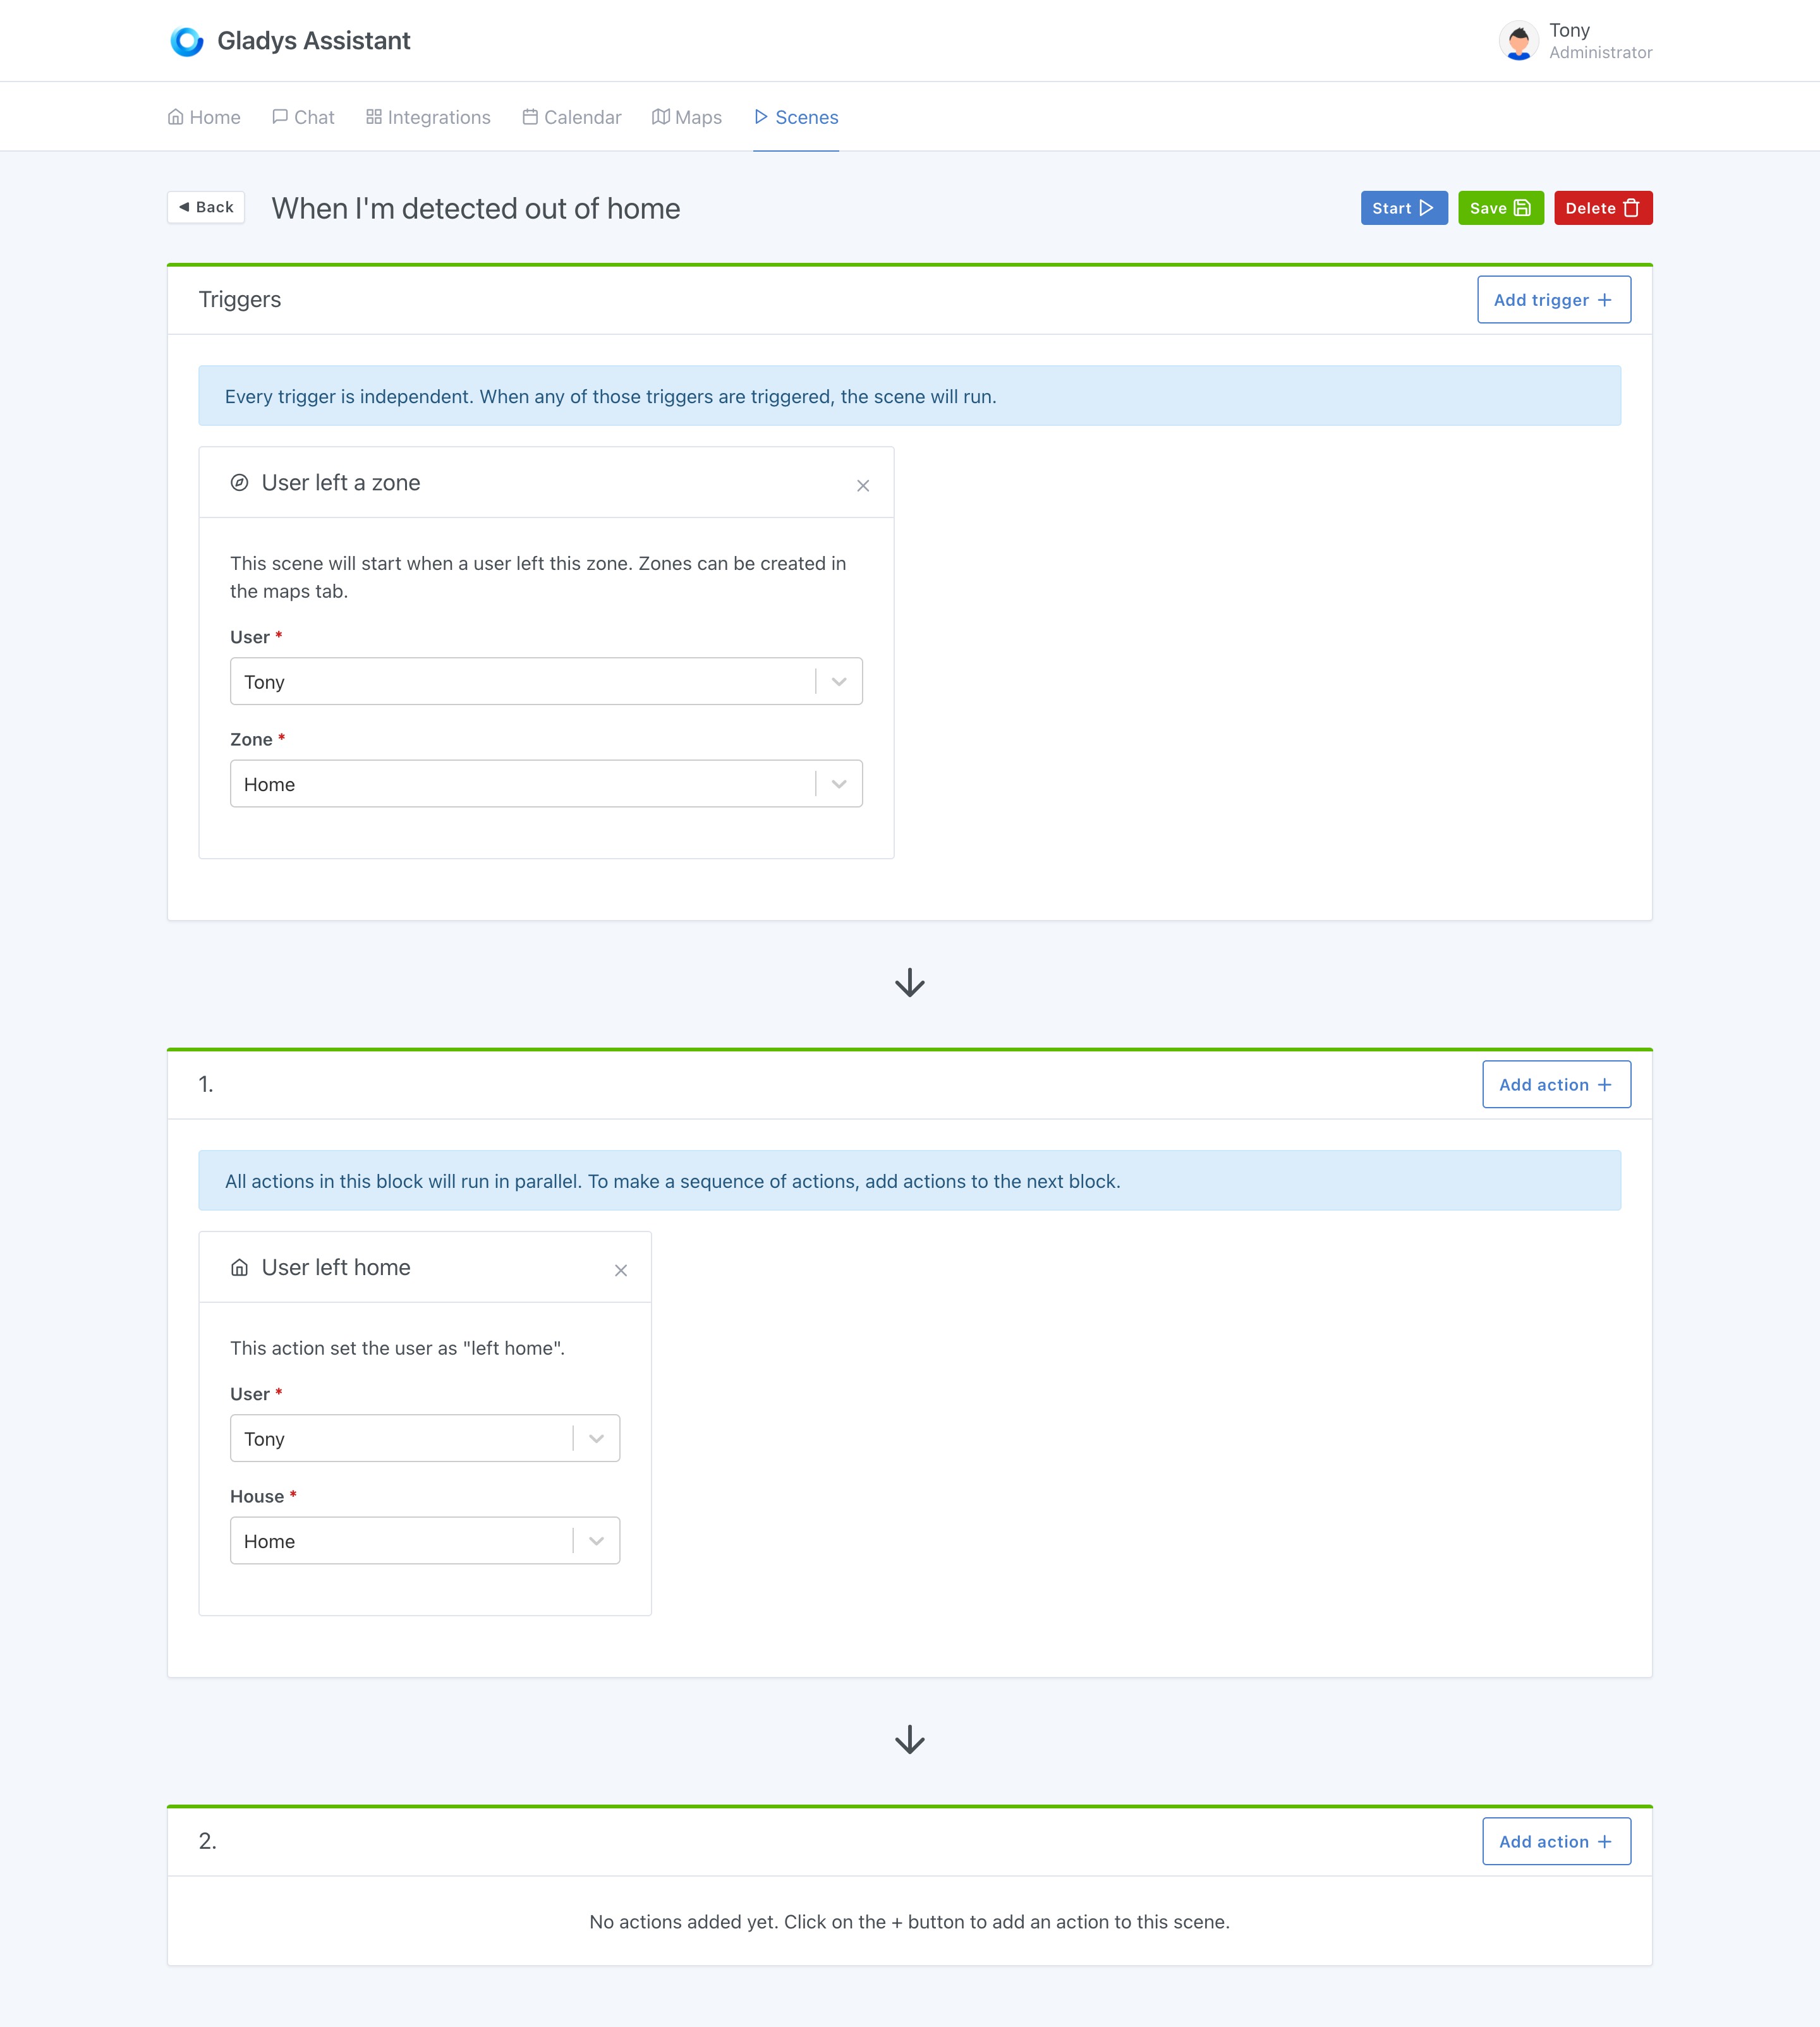 Gladys Assistant
Tony
Administrator
Home Chat Integrations Calendar Maps Scenes
◄ Back When I'm detected out of home Start Save Delete
Triggers Add trigger +
Every trigger is independent. When any of those triggers are triggered, the scene will run.
User left a zone ×
This scene will start when a user left this zone. Zones can be created in
the maps tab.
User *
Tony
Zone *
Home
1. Add action +
All actions in this block will run in parallel. To make a sequence of actions, add actions to the next block.
User left home ×
This action set the user as "left home".
User *
Tony
House *
Home
2. Add action +
No actions added yet. Click on the + button to add an action to this scene.